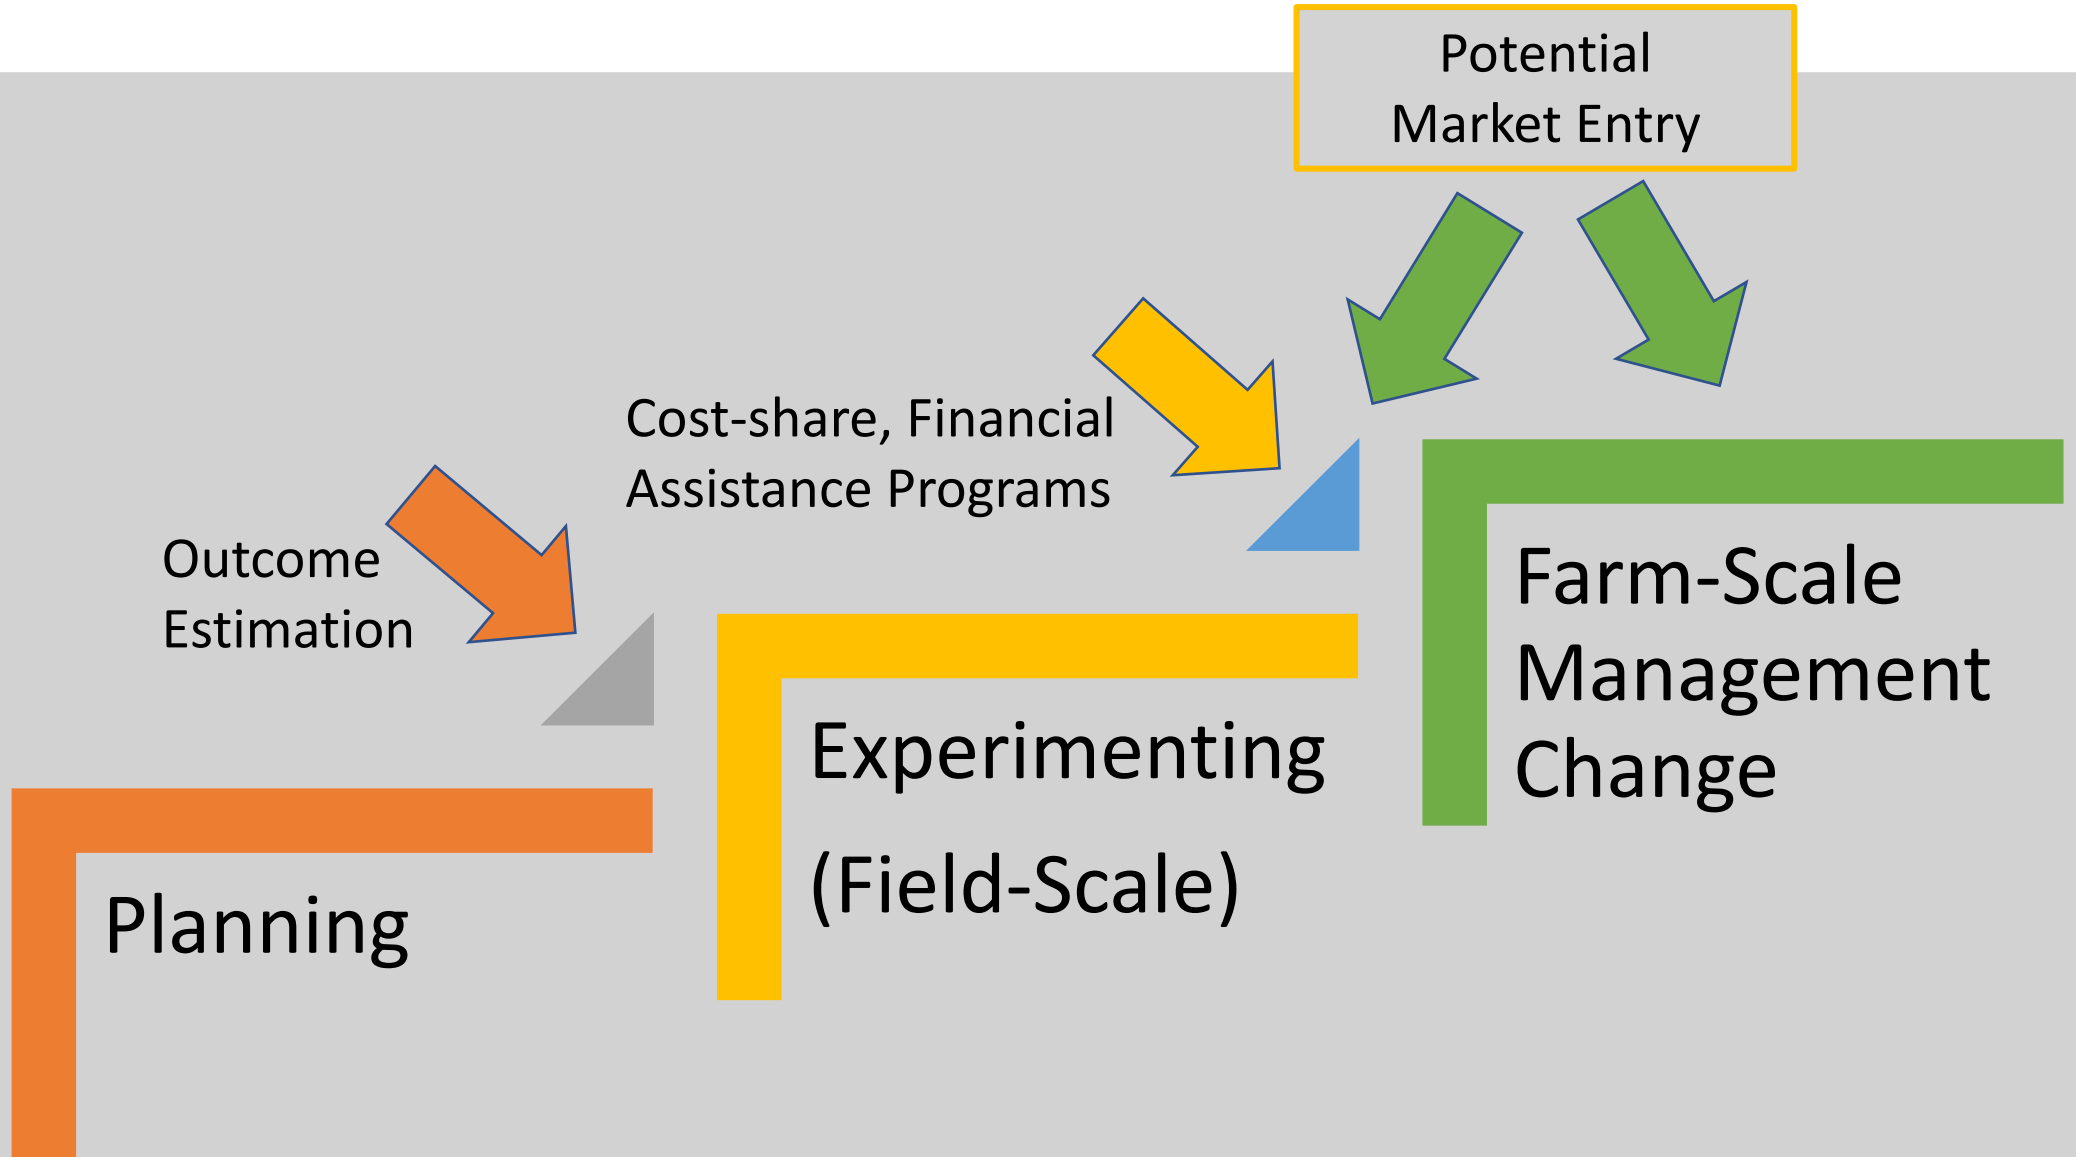 Potential
Market Entry
Cost-share, Financial
Assistance Programs
Outcome
Estimation
Farm-Scale
Management
Change
Experimenting
(Field-Scale)
Planning